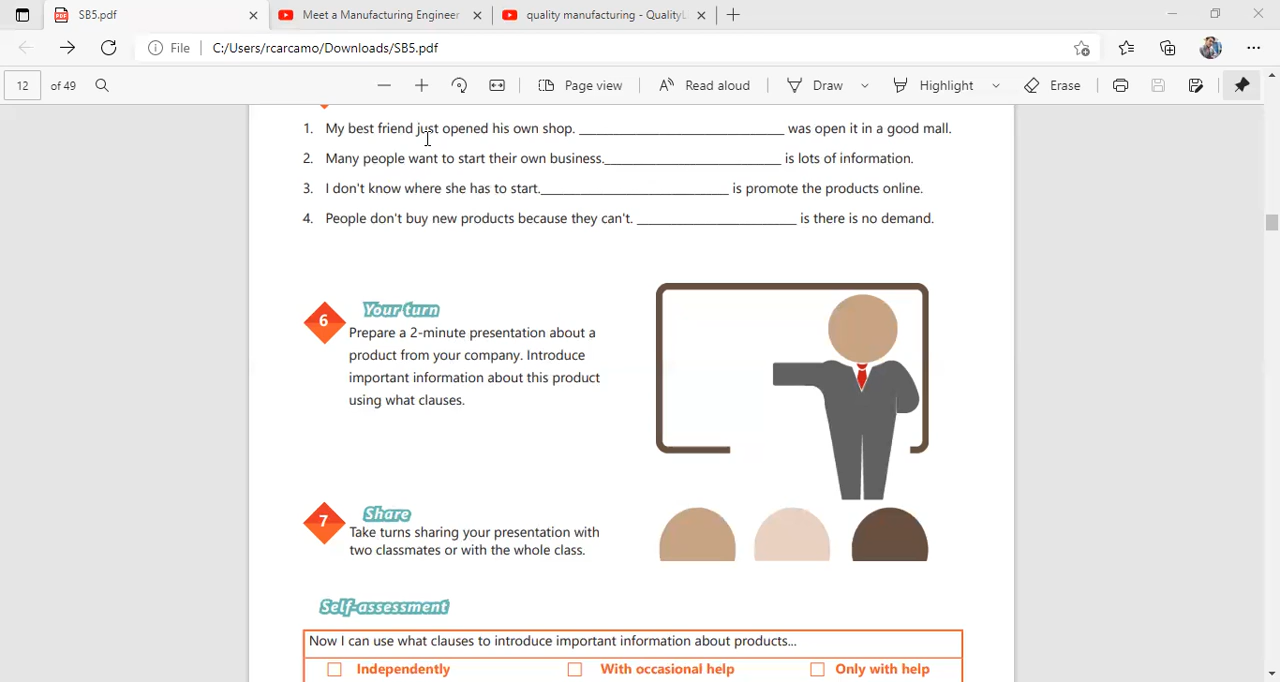 SB5.pdf
Meet a Manufacturing Engineer
quality manufacturing - QualityL
File
C:/Users/rcarcamo/Downloads/SB5.pdf
12 of 49
Page view
Read aloud
Draw
Highlight
Erase
1. My best friend just opened his own shop. __________________________ was open it in a good mall.
2. Many people want to start their own business.______________________ is lots of information.
3. I don't know where she has to start.________________________ is promote the products online.
4. People don't buy new products because they can't. ____________________ is there is no demand.
6
Your turn
Prepare a 2-minute presentation about a
product from your company. Introduce
important information about this product
using what clauses.
7
Share
Take turns sharing your presentation with
two classmates or with the whole class.
Self-assessment
Now I can use what clauses to introduce important information about products...
Independently With occasional help Only with help